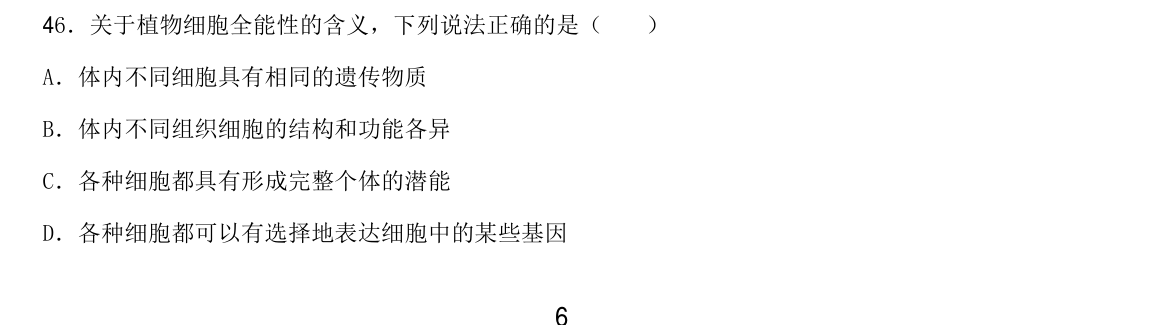 46．关于植物细胞全能性的含义，下列说法正确的是（　　）
A．体内不同细胞具有相同的遗传物质
B．体内不同组织细胞的结构和功能各异
C．各种细胞都具有形成完整个体的潜能
D．各种细胞都可以有选择地表达细胞中的某些基因
6